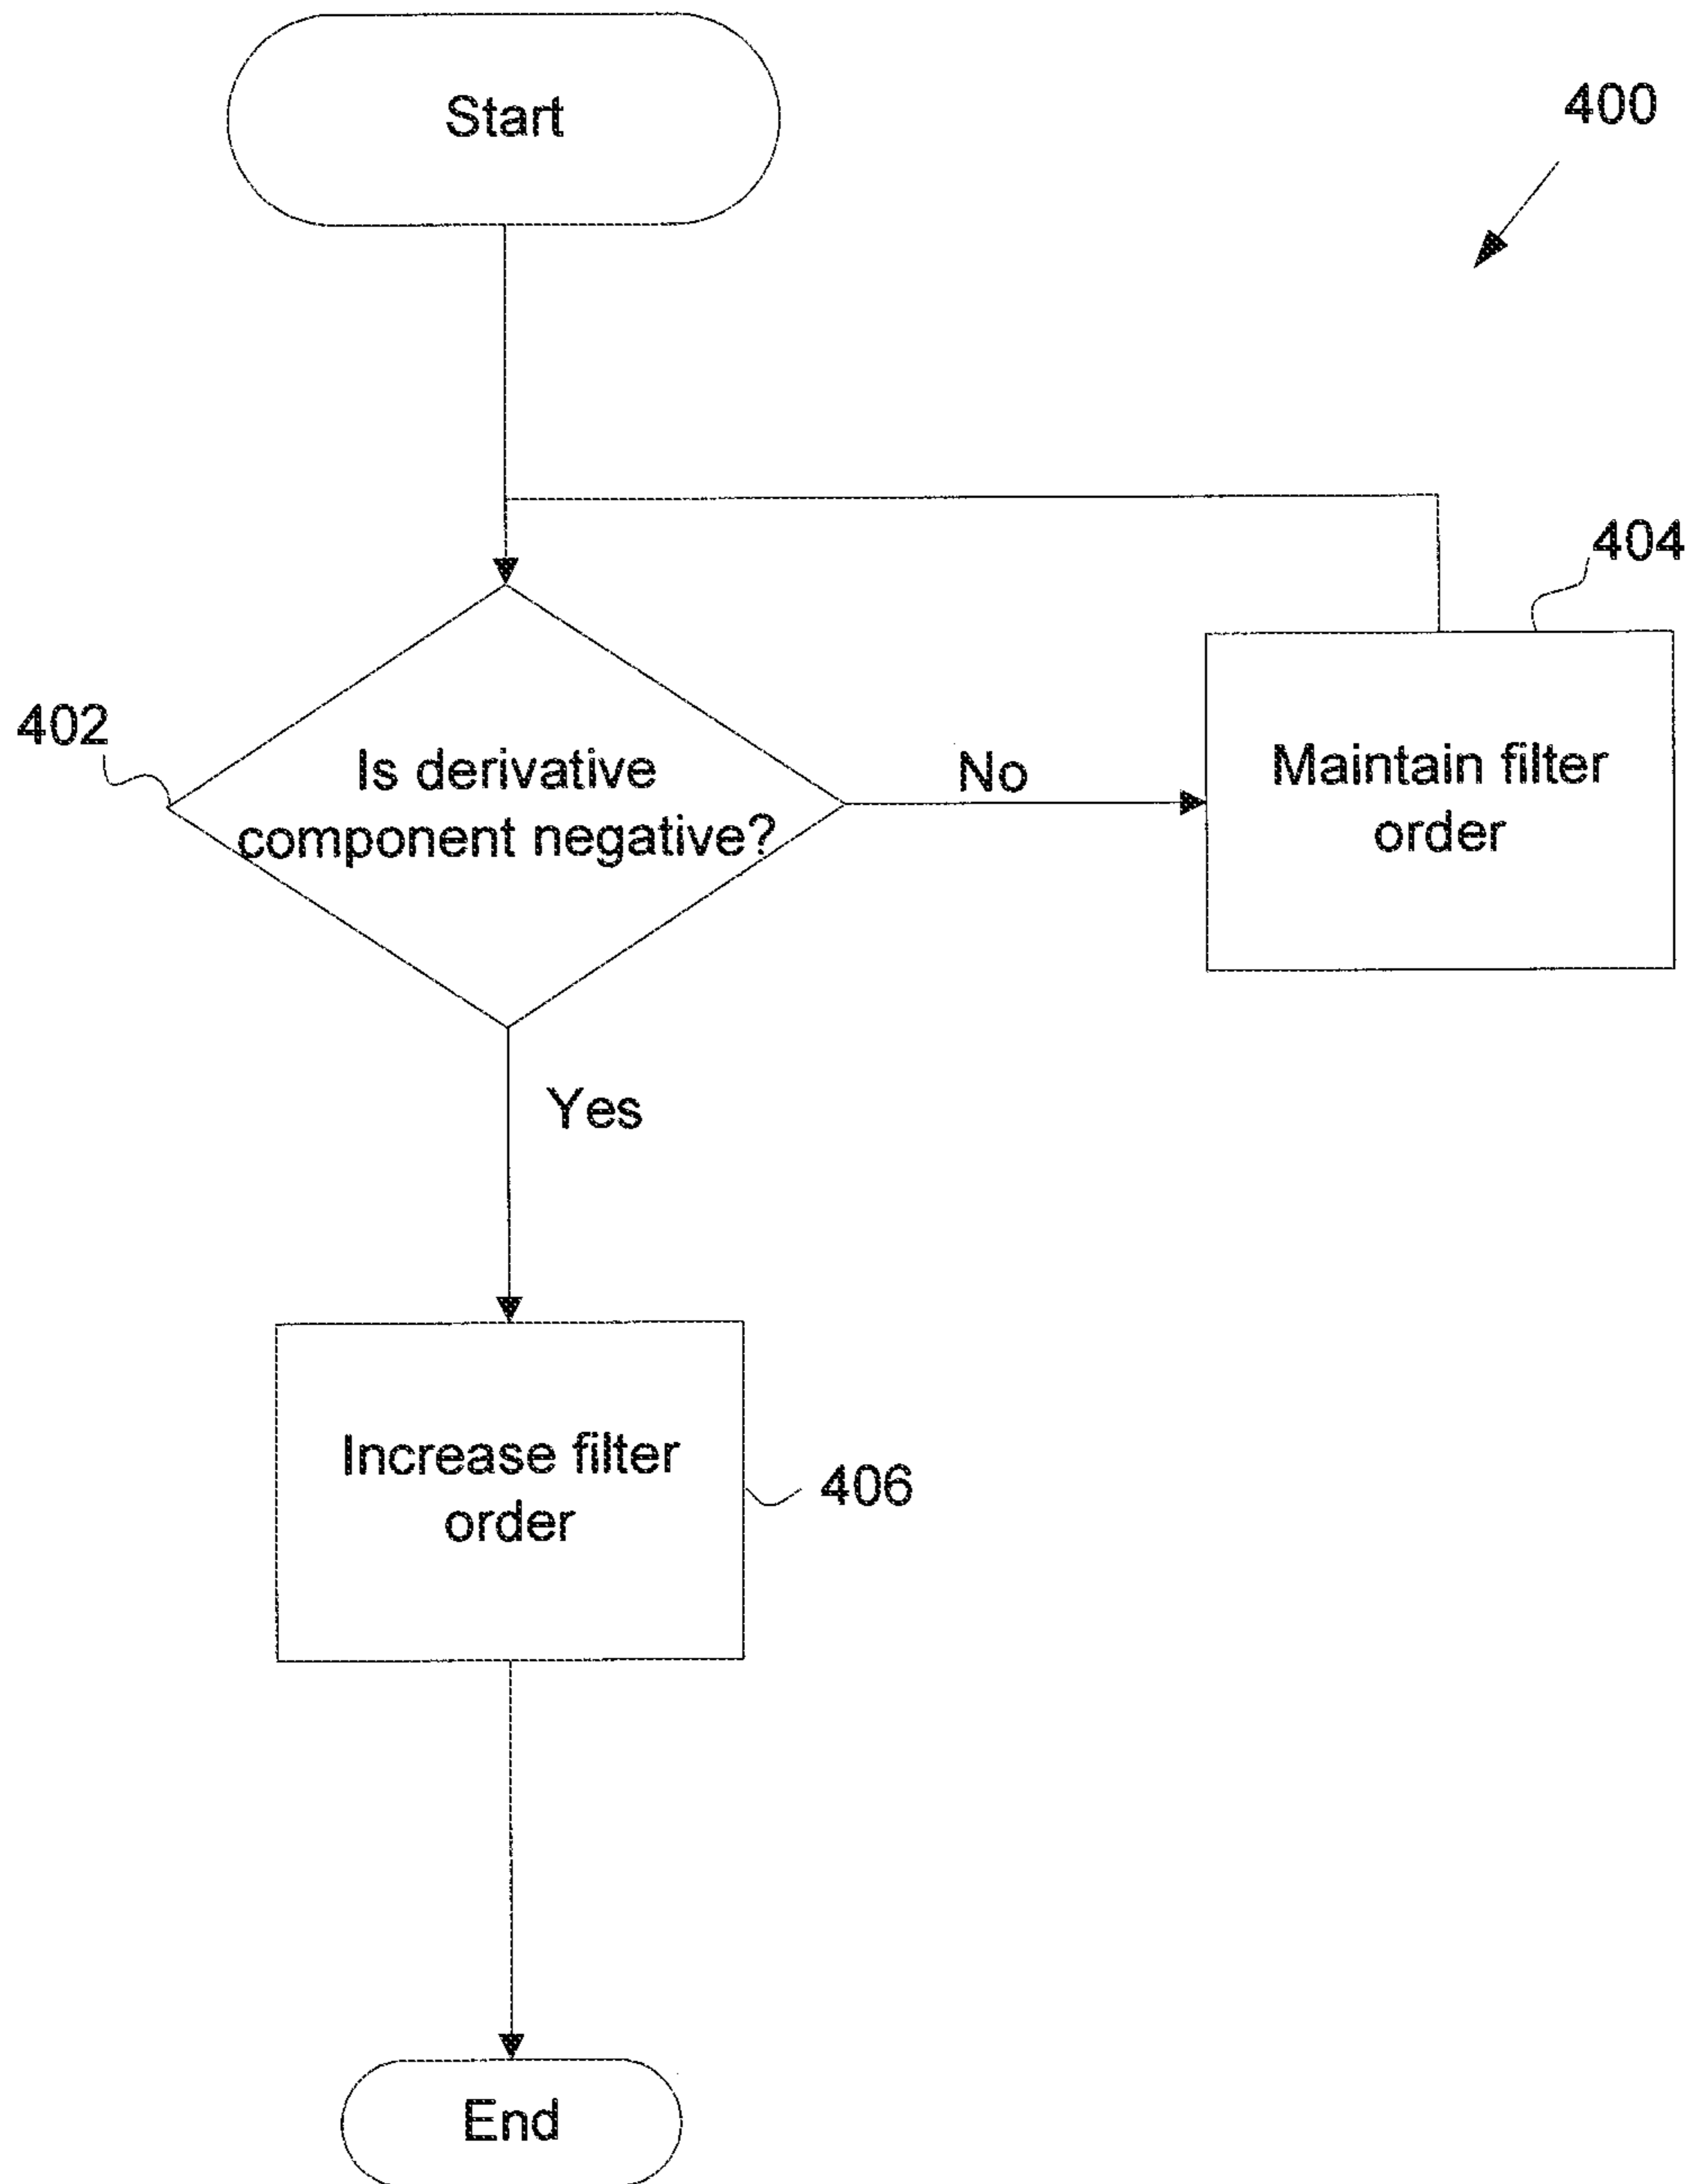 Start
400
404
402
Is derivative
component negative?
No
Maintain filter
order
Yes
Increase filter
order
406
End